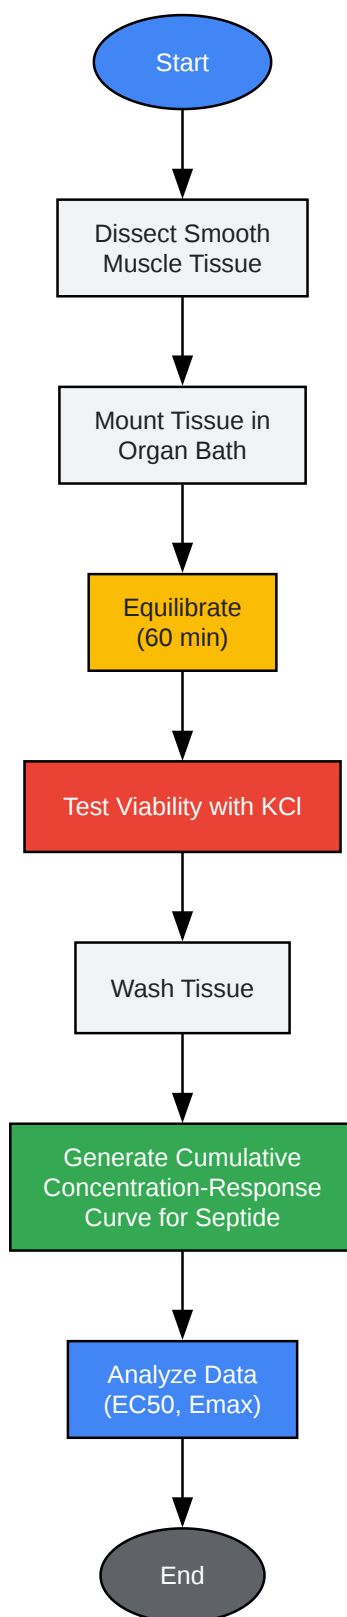 Start
Dissect Smooth
Muscle Tissue
Mount Tissue in
Organ Bath
Equilibrate
(60 min)
Test Viability with KCl
Wash Tissue
Generate Cumulative
Concentration-Response
Curve for Septide
Analyze Data
(EC50, Emax)
End